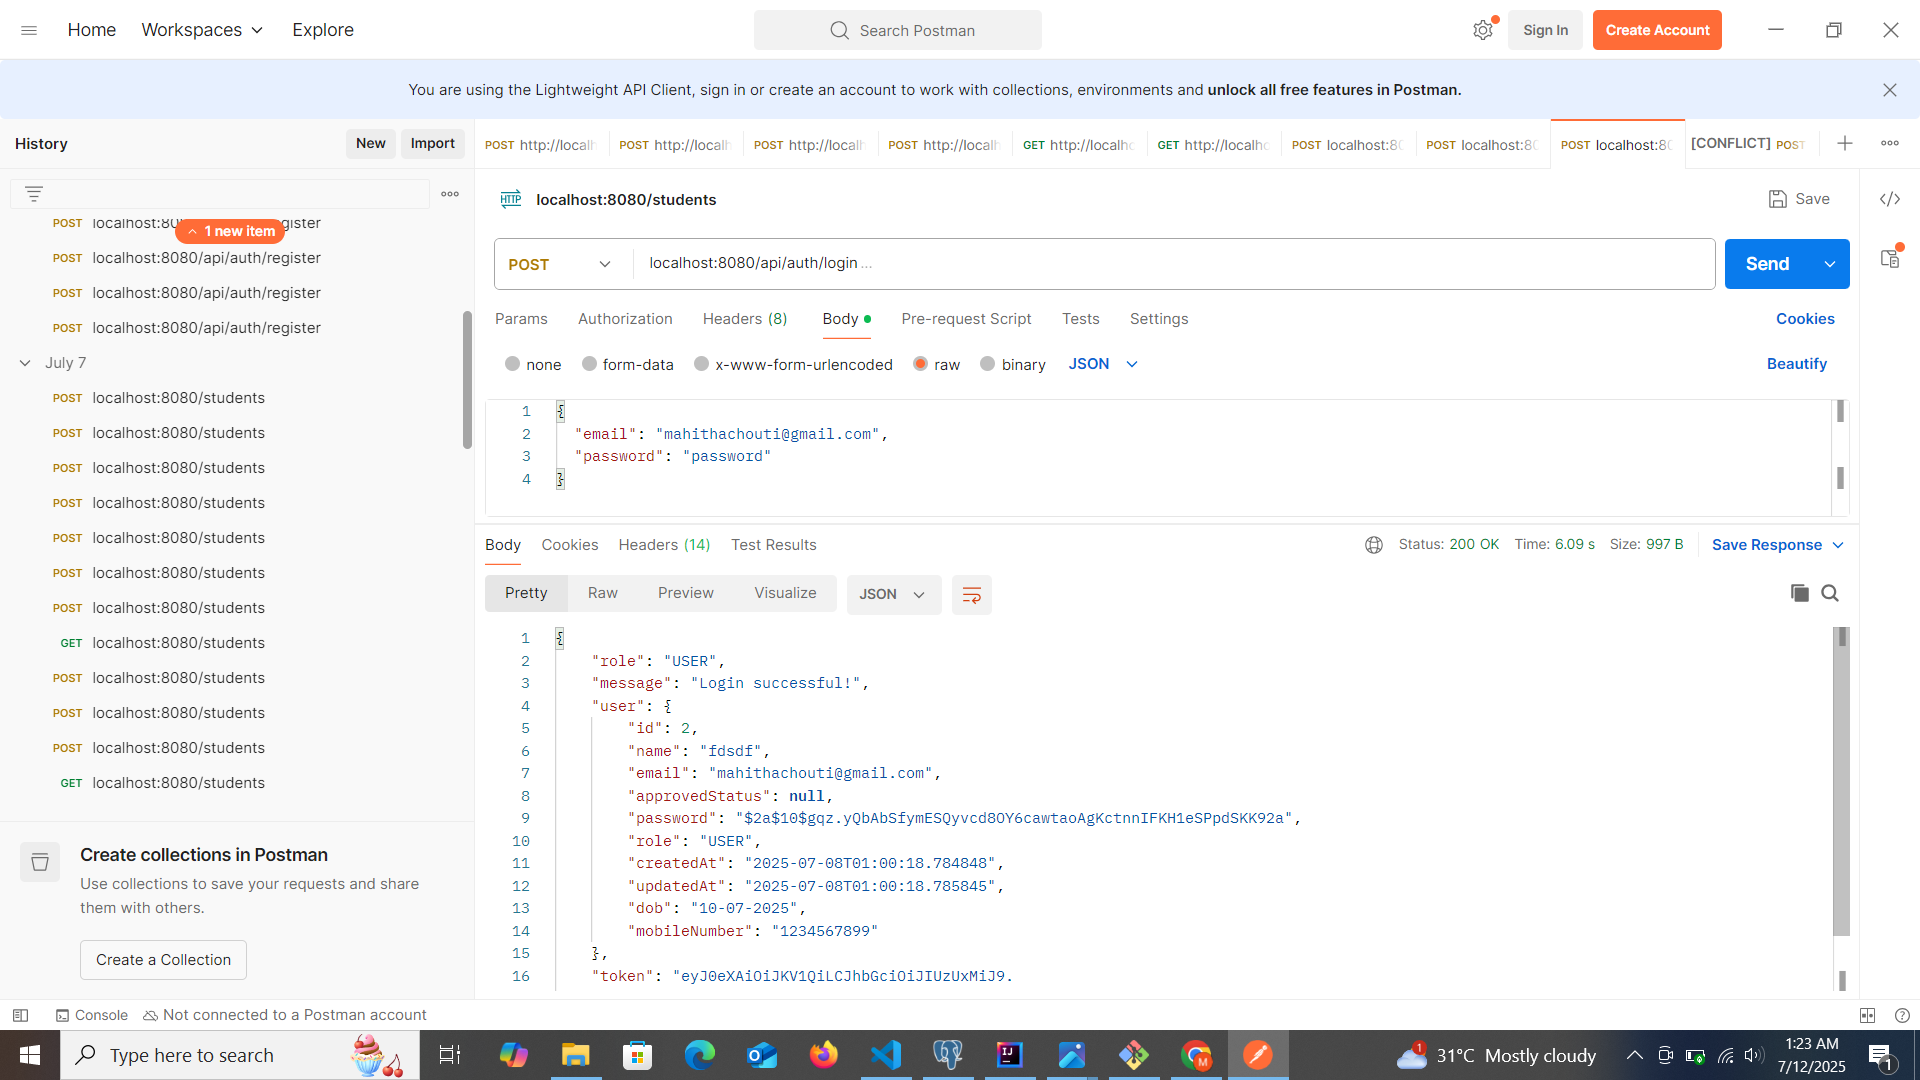 Home
Workspaces
Explore
Search Postman
Sign In
Create Account
You are using the Lightweight API Client, sign in or create an account to work with collections, environments and unlock all free features in Postman.
History
New
Import
POST http://local
POST http://local
POST http://local
POST http://local
GET http://localho
GET http://localho
POST localhost:80
POST localhost:80
POST localhost:80
[CONFLICT] POST
1 new item
POST localhost:8080/api/auth/register
POST localhost:8080/api/auth/register
POST localhost:8080/api/auth/register
July 7
POST localhost:8080/students
POST localhost:8080/students
POST localhost:8080/students
POST localhost:8080/students
POST localhost:8080/students
POST localhost:8080/students
POST localhost:8080/students
GET localhost:8080/students
POST localhost:8080/students
POST localhost:8080/students
POST localhost:8080/students
GET localhost:8080/students
Create collections in Postman
Use collections to save your requests and share
them with others.
Create a Collection
HTTP localhost:8080/students
Save
POST
localhost:8080/api/auth/login ...
Send
Params
Authorization
Headers (8)
Body
Pre-request Script
Tests
Settings
Cookies
none
form-data
x-www-form-urlencoded
raw
binary
JSON
Beautify
1 {
2 "email": "mahithachouti@gmail.com",
3 "password": "password"
4 }
Body
Cookies
Headers (14)
Test Results
Status: 200 OK
Time: 6.09 s
Size: 997 B
Save Response
Pretty
Raw
Preview
Visualize
JSON
1 {
2 "role": "USER",
3 "message": "Login successful!",
4 "user": {
5 "id": 2,
6 "name": "fdsdf",
7 "email": "mahithachouti@gmail.com",
8 "approvedStatus": null,
9 "password": "$2a$10$gqz.yQbAbSfymESQyvcd8OY6cawtaoAgKctnnIFKH1eSPpdSKK92a",
10 "role": "USER",
11 "createdAt": "2025-07-08T01:00:18.784848",
12 "updatedAt": "2025-07-08T01:00:18.785845",
13 "dob": "10-07-2025",
14 "mobileNumber": "1234567899"
15 },
16 "token": "eyJ0eXAiOiJKV1QiLCJhbGciOiJIUzUxMiJ9.
Console
Not connected to a Postman account
Type here to search
1
31°C Mostly cloudy
1:23 AM
7/12/2025
1